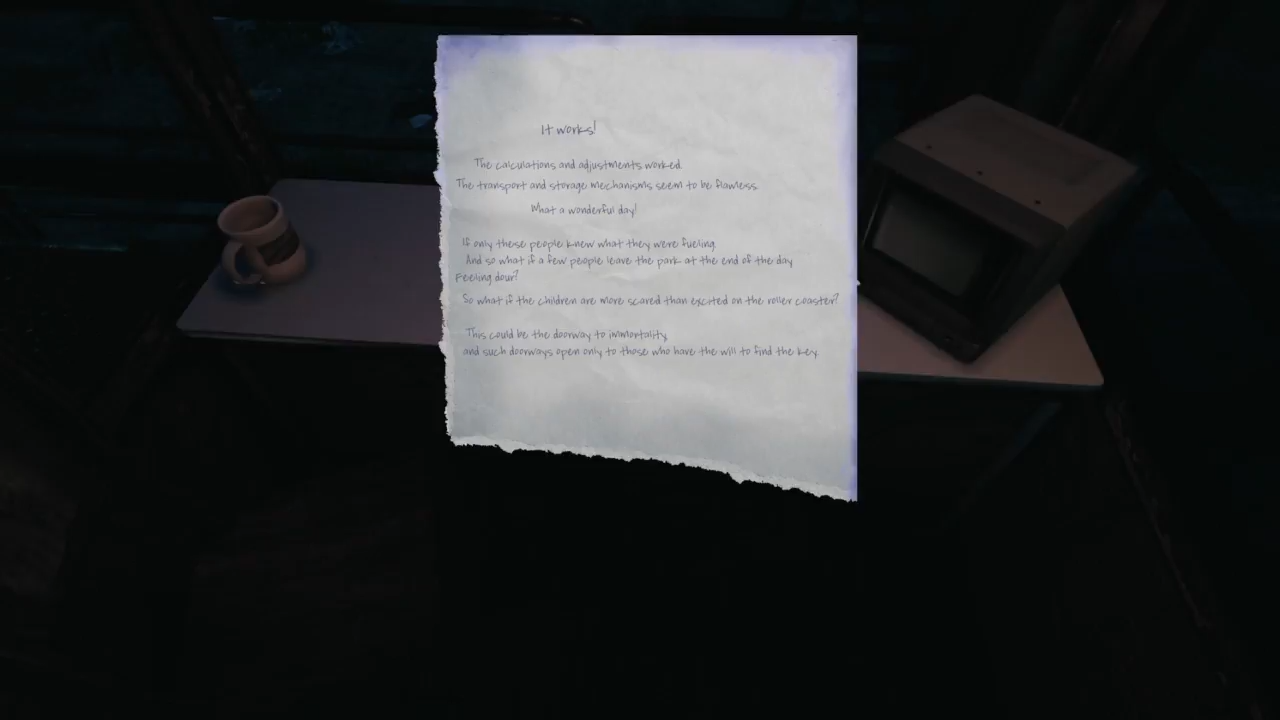 It works!
The calculations and adjustments worked.
The transport and storage mechanisms seem to be flawless.
What a wonderful day!
If only these people knew what they were fueling.
And so what if a few people leave the park at the end of the day
Feeling dour?
So what if the children are more scared than excited on the roller coaster?
This could be the doorway to immortality,
and such doorways open only to those who have the will to find the key.